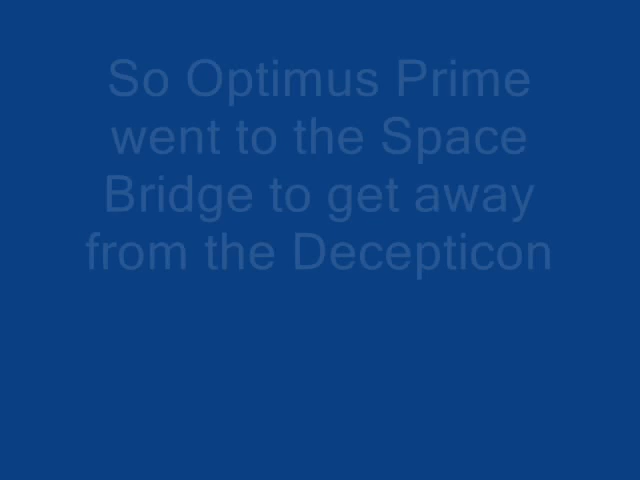 So Optimus Prime
went to the Space
Bridge to get away
from the Decepticon